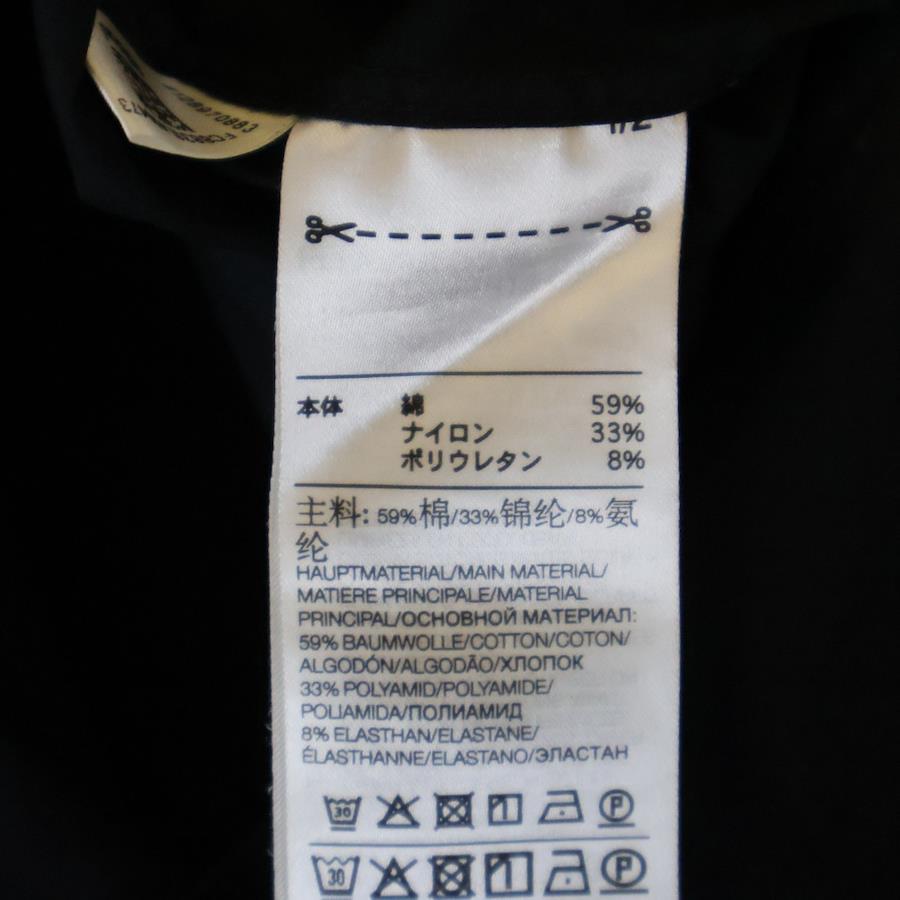 1/2
本体 綿 59%
ナイロン 33%
ポリウレタン 8%
主料: 59%棉/33%锦纶/8%氨
纶
HAUPTMATERIAL/MAIN MATERIAL/
MATIERE PRINCIPALE/MATERIAL
PRINCIPAL/ОСНОВНОЙ МАТЕРИАЛ:
59% BAUMWOLLE/COTTON/COTON/
ALGODÓN/ALGODÃO/ХЛОПОК
33% POLYAMID/POLYAMIDE/
POLIAMIDA/ПОЛИАМИД
8% ELASTHAN/ELASTANE/
ÉLASTHANNE/ELASTANO/ЭЛАСТАН
30 P
30 P